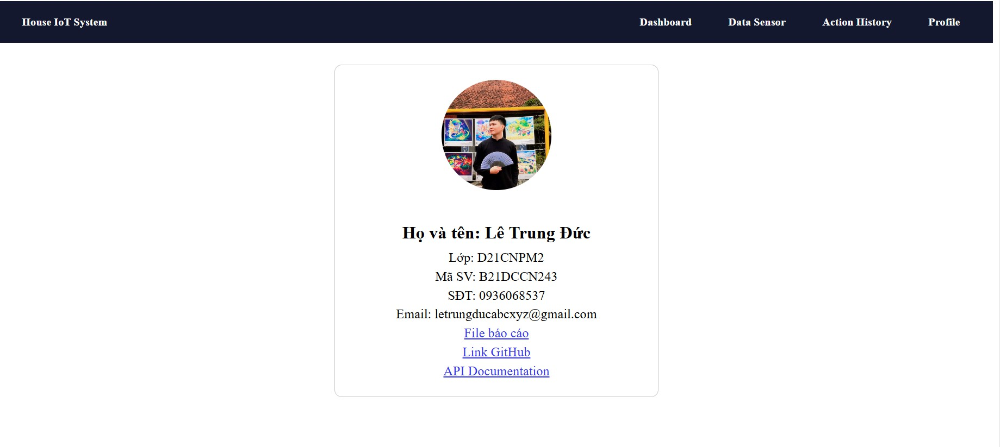 House IoT System
Dashboard
Data Sensor
Action History
Profile
Họ và tên: Lê Trung Đức
Lớp: D21CNPM2
Mã SV: B21DCCN243
SĐT: 0936068537
Email: letrungducabcxyz@gmail.com
File báo cáo
Link GitHub
API Documentation